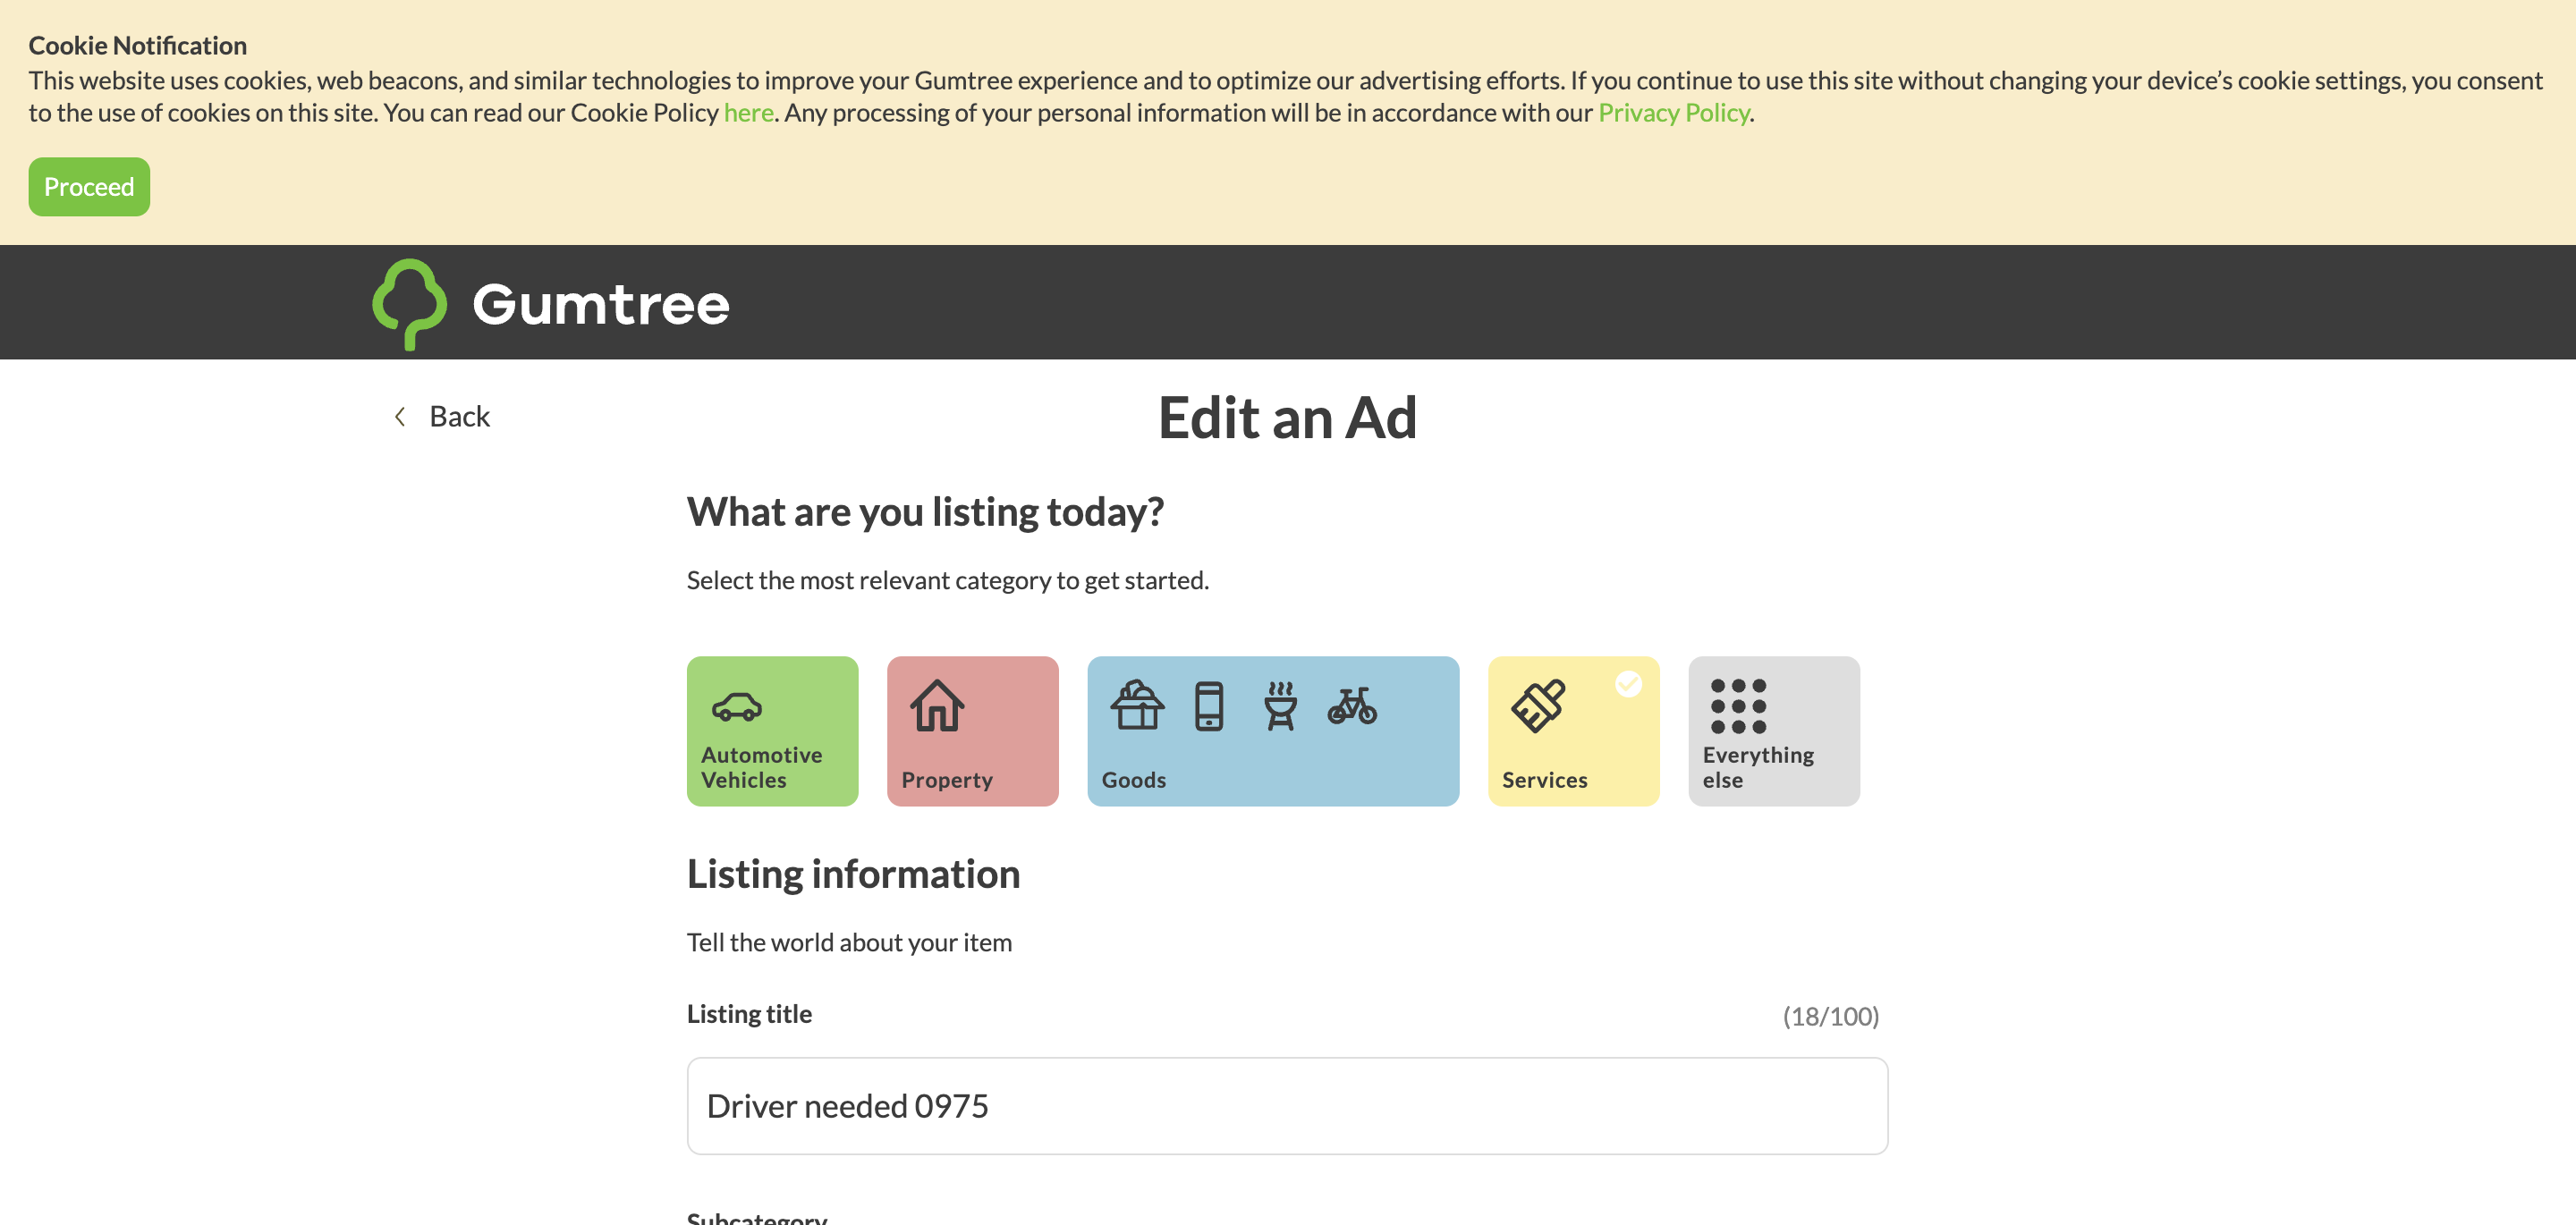 Cookie Notification
This website uses cookies, web beacons, and similar technologies to improve your Gumtree experience and to optimize our advertising efforts. If you continue to use this site without changing your device’s cookie settings, you consent
to the use of cookies on this site. You can read our Cookie Policy here. Any processing of your personal information will be in accordance with our Privacy Policy.
Proceed
Gumtree
Back
Edit an Ad
What are you listing today?
Select the most relevant category to get started.
Automotive
Vehicles
Property
Goods
Services
Everything
else
Listing information
Tell the world about your item
Listing title
(18/100)
Driver needed 0975
Subcategory